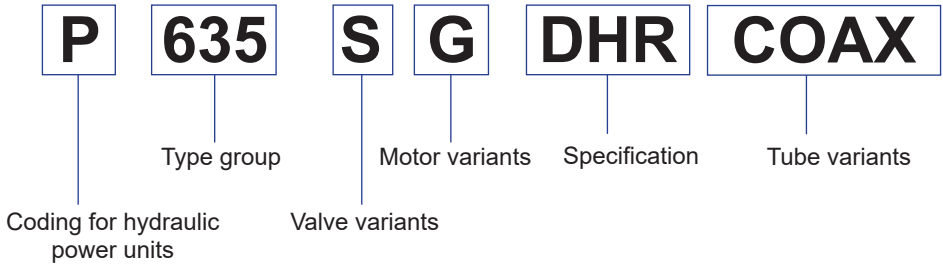 P 635 S G DHR COAX
Type group Motor variants Specification Tube variants
Coding for hydraulic
power units
Valve variants